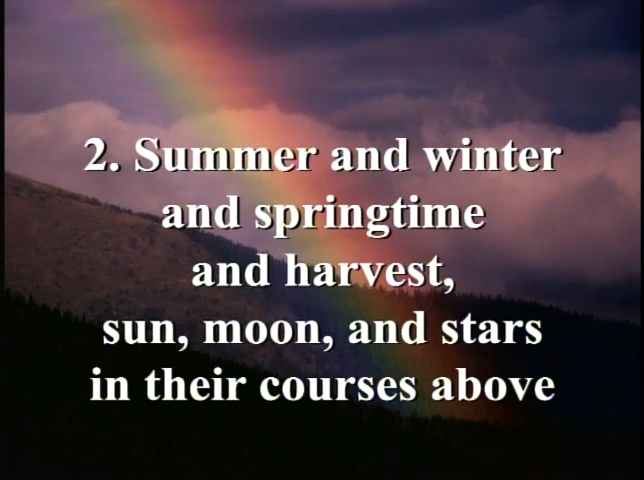 2. Summer and winter
and springtime
and harvest,
sun, moon, and stars
in their courses above